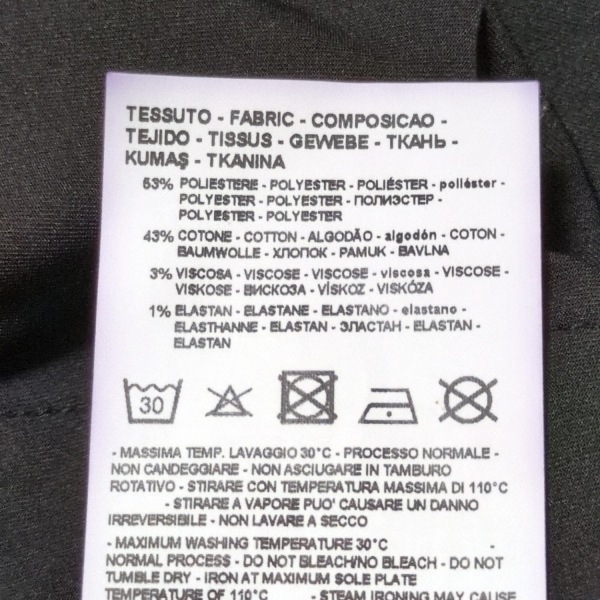 TESSUTO - FABRIC - COMPOSICAO -
TEJIDO - TISSUS - GEWEBE - ТКАНЬ -
KUMAŞ - TKANINA
53% POLIESTERE - POLYESTER - POLIÉSTER - poliéster -
POLYESTER - POLYESTER - ПОЛИЭСТЕР -
POLYESTER - POLYESTER
43% COTONE - COTTON - ALGODÃO - algodón - COTON -
BAUMWOLLE - ХЛОПОК - PAMUK - BAVLNA
3% VISCOSA - VISCOSE - VISCOSE - viscosa - VISCOSE -
VISKOSE - ВИСКОЗА - VİSKOZ - VISKÓZA
1% ELASTAN - ELASTANE - ELASTANO - elastano -
ELASTHANNE - ELASTAN - ЭЛАСТАН - ELASTAN -
ELASTAN
30
- MASSIMA TEMP. LAVAGGIO 30°C - PROCESSO NORMALE -
NON CANDEGGIARE - NON ASCIUGARE IN TAMBURO
ROTATIVO - STIRARE CON TEMPERATURA MASSIMA DI 110°C
- STIRARE A VAPORE PUO' CAUSARE UN DANNO
IRREVERSIBILE - NON LAVARE A SECCO
- MAXIMUM WASHING TEMPERATURE 30°C -
NORMAL PROCESS - DO NOT BLEACH/NO BLEACH - DO NOT
TUMBLE DRY - IRON AT MAXIMUM SOLE PLATE
TEMPERATURE OF 110°C - STEAM IRONING MAY CAUSE